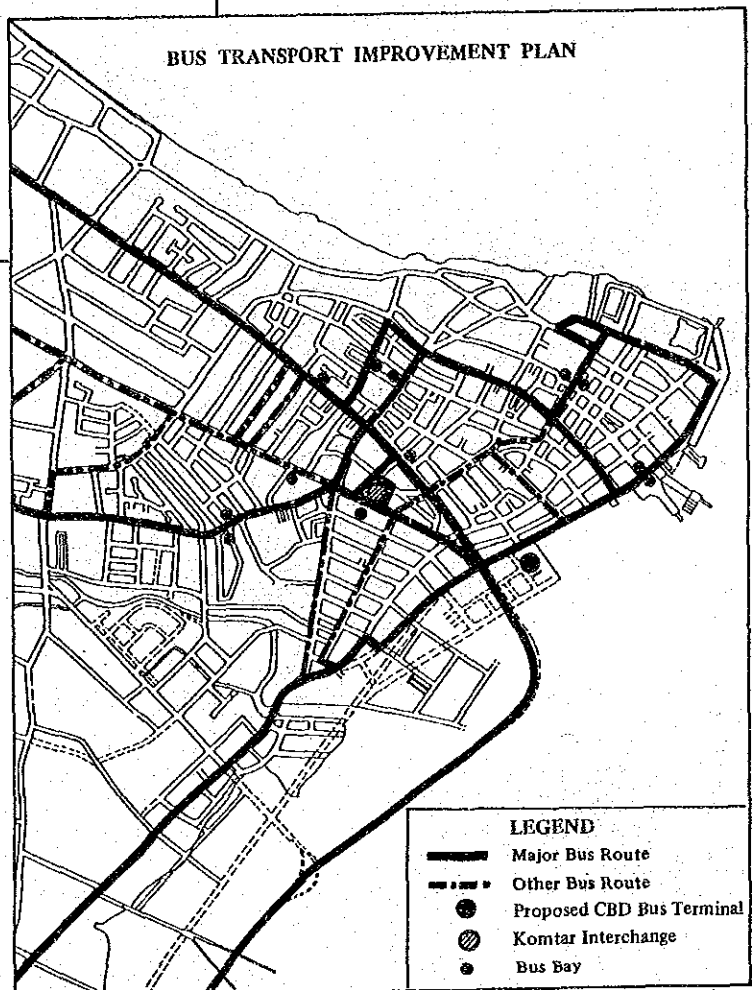 BUS TRANSPORT IMPROVEMENT PLAN
LEGEND
Major Bus Route
Other Bus Route
Proposed CBD Bus Terminal
Komtar Interchange
Bus Bay